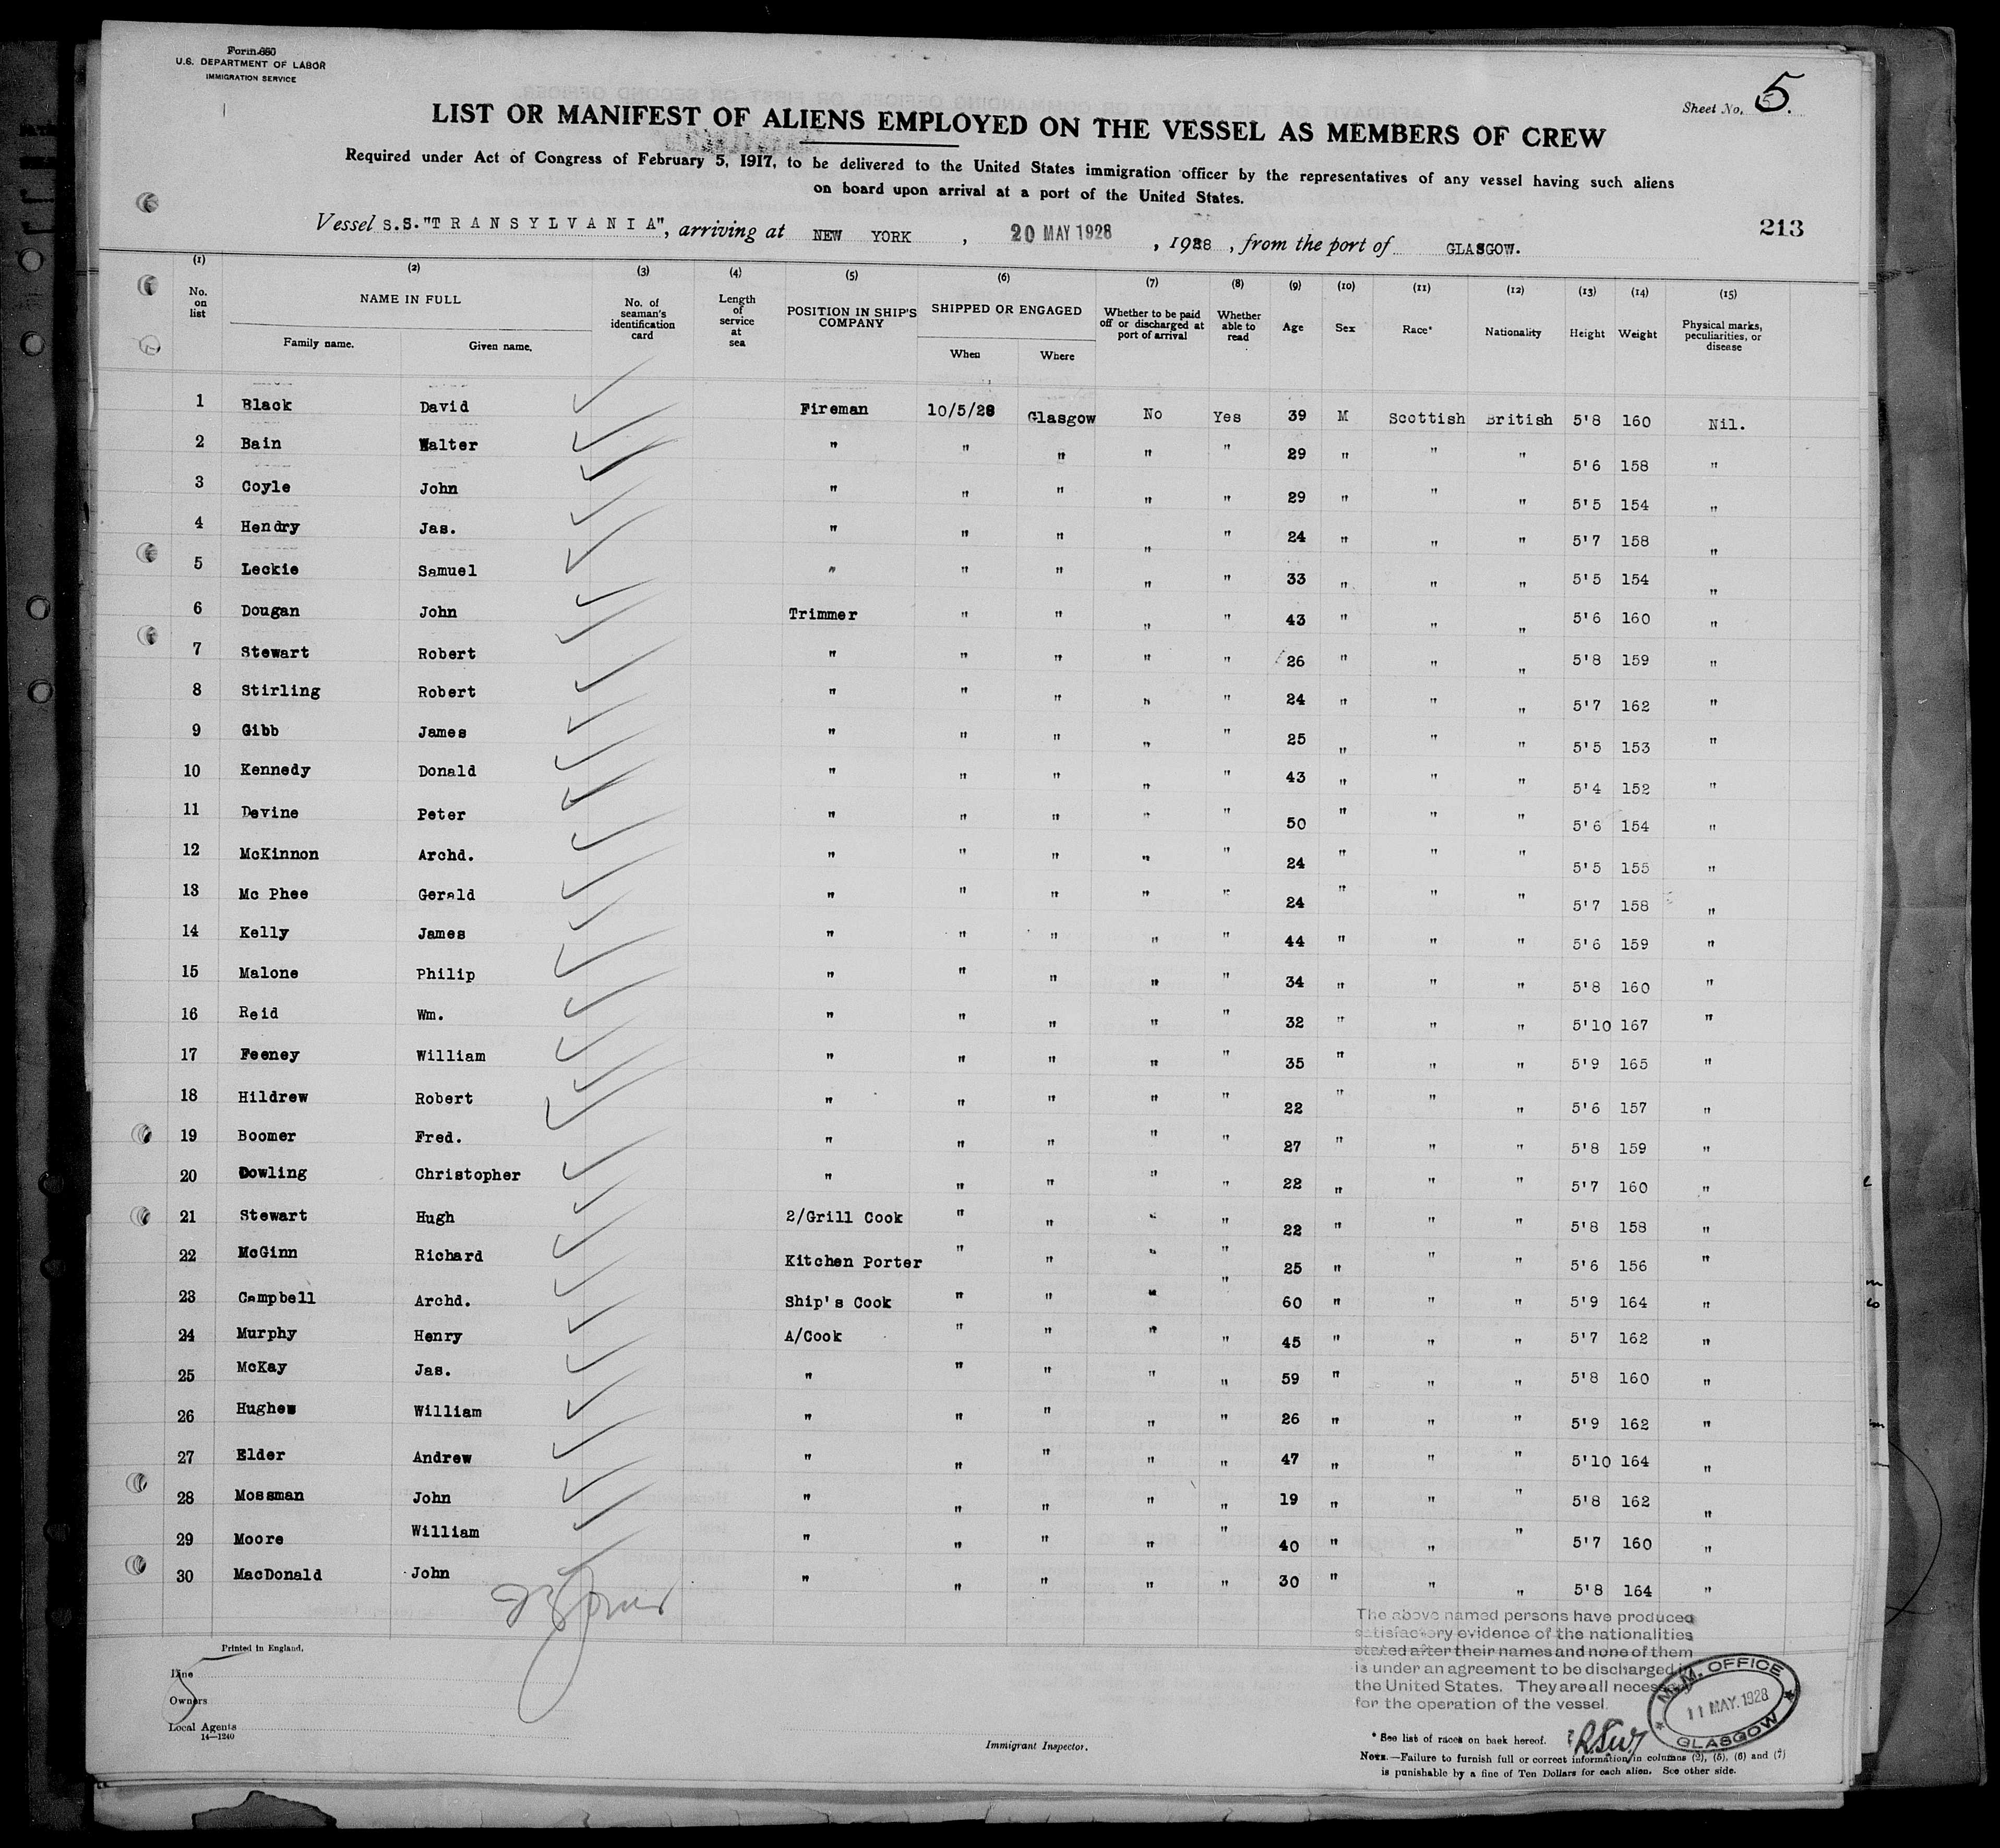 Form 680
U.S. DEPARTMENT OF LABOR
IMMIGRATION SERVICE
Sheet No. 5.
LIST OR MANIFEST OF ALIENS EMPLOYED ON THE VESSEL AS MEMBERS OF CREW
Required under Act of Congress of February 5, 1917, to be delivered to the United States immigration officer by the representatives of any vessel having such aliens
on board upon arrival at a port of the United States.
Vessel S.S. "TRANSYLVANIA", arriving at NEW YORK, 20 MAY 1928, 1928, from the port of GLASGOW.
213
(1) (2) (3) (4) (5) (6) (7) (8) (9) (10) (11) (12) (13) (14) (15)
No. on list NAME IN FULL Family name. Given name. No. of seaman's identification card Length of service at sea POSITION IN SHIP'S COMPANY SHIPPED OR ENGAGED When Where Whether to be paid off or discharged at port of arrival Whether able to read Age Sex Race* Nationality Height Weight Physical marks, peculiarities, or disease
1 Black David Fireman 10/5/28 Glasgow No Yes 39 M Scottish British 5'8 160 Nil.
2 Bain Walter " " " " " 29 " " " 5'6 158 "
3 Coyle John " " " " " 29 " " " 5'5 154 "
4 Hendry Jas. " " " " " 24 " " " 5'7 158 "
5 Leckie Samuel " " " " " 33 " " " 5'5 154 "
6 Dougan John Trimmer " " " " 43 " " " 5'6 160 "
7 Stewart Robert " " " " " 26 " " " 5'8 159 "
8 Stirling Robert " " " " " 24 " " " 5'7 162 "
9 Gibb James " " " " " 25 " " " 5'5 153 "
10 Kennedy Donald " " " " " 43 " " " 5'4 152 "
11 Devine Peter " " " " " 50 " " " 5'6 154 "
12 McKinnon Archd. " " " " " 24 " " " 5'5 155 "
13 Mc Phee Gerald " " " " " 24 " " " 5'7 158 "
14 Kelly James " " " " " 44 " " " 5'6 159 "
15 Malone Philip " " " " " 34 " " " 5'8 160 "
16 Reid Wm. " " " " " 32 " " " 5'10 167 "
17 Feeney William " " " " " 35 " " " 5'9 165 "
18 Hildrew Robert " " " " " 22 " " " 5'6 157 "
19 Boomer Fred. " " " " " 27 " " " 5'8 159 "
20 Dowling Christopher " " " " " 22 " " " 5'7 160 "
21 Stewart Hugh 2/Grill Cook " " " " 22 " " " 5'8 158 "
22 McGinn Richard Kitchen Porter " " " " 25 " " " 5'6 156 "
23 Campbell Archd. Ship's Cook " " " " 60 " " " 5'9 164 "
24 Murphy Henry A/Cook " " " " 45 " " " 5'7 162 "
25 McKay Jas. " " " " " 59 " " " 5'8 160 "
26 Hughes William " " " " " 26 " " " 5'9 162 "
27 Elder Andrew " " " " " 47 " " " 5'10 164 "
28 Mossman John " " " " " 19 " " " 5'8 162 "
29 Moore William " " " " " 40 " " " 5'7 160 "
30 MacDonald John " " " " " 30 " " " 5'8 164 "
The above named persons have produced
satisfactory evidence of the nationalities
stated after their names and none of them
is under an agreement to be discharged in
the United States. They are all necessary
for the operation of the vessel.
M.M. OFFICE
11 MAY. 1928
GLASGOW
Printed in England.
Line
5
Owners
Local Agents
14—1240
Immigrant Inspector.
* See list of races on back hereof.
NOTE.—Failure to furnish full or correct information in columns (2), (5), (6) and (7)
is punishable by a fine of Ten Dollars for each alien. See other side.